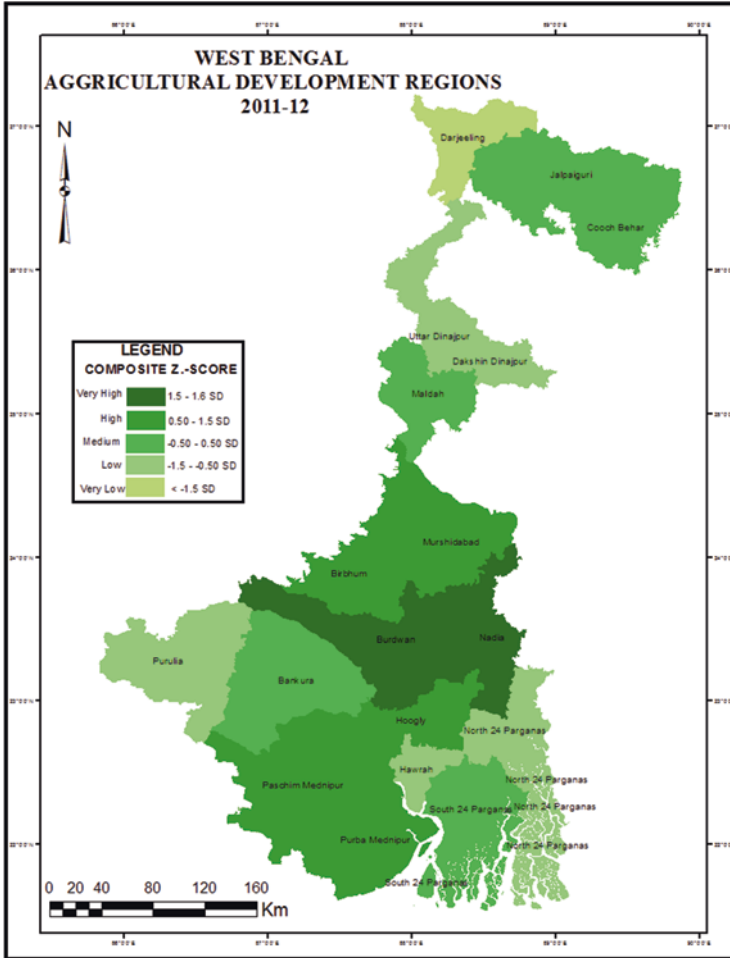 WEST BENGAL
AGGRICULTURAL DEVELOPMENT REGIONS
2011-12
N
Darjeeling
Jalpaiguri
Cooch Behar
Uttar Dinajpur
Dakshin Dinajpur
Maldah
LEGEND
COMPOSITE Z.-SCORE
Very High 1.5 - 1.6 SD
High 0.50 - 1.5 SD
Medium -0.50 - 0.50 SD
Low -1.5 - -0.50 SD
Very Low < -1.5 SD
Murshidabad
Birbhum
Burdwan
Nadia
Purulia
Bankura
Hoogly
North 24 Parganas
Hawrah
Paschim Mednipur
North 24 Parganas
South 24 Parganas
North 24 Parganas
Purba Mednipur
North 24 Parganas
South 24 Parganas
0 20 40 80 120 160
Km